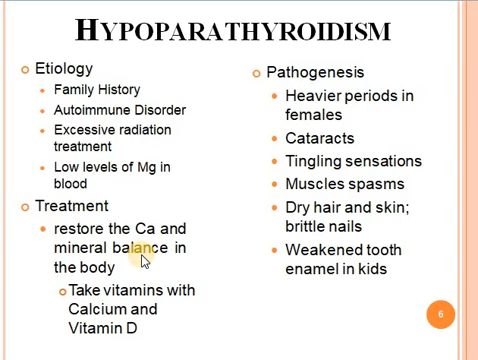 HYPOPARATHYROIDISM
Etiology
Family History
Autoimmune Disorder
Excessive radiation
treatment
Low levels of Mg in
blood
Treatment
restore the Ca and
mineral balance in
the body
Take vitamins with
Calcium and
Vitamin D
Pathogenesis
Heavier periods in
females
Cataracts
Tingling sensations
Muscles spasms
Dry hair and skin;
brittle nails
Weakened tooth
enamel in kids
6